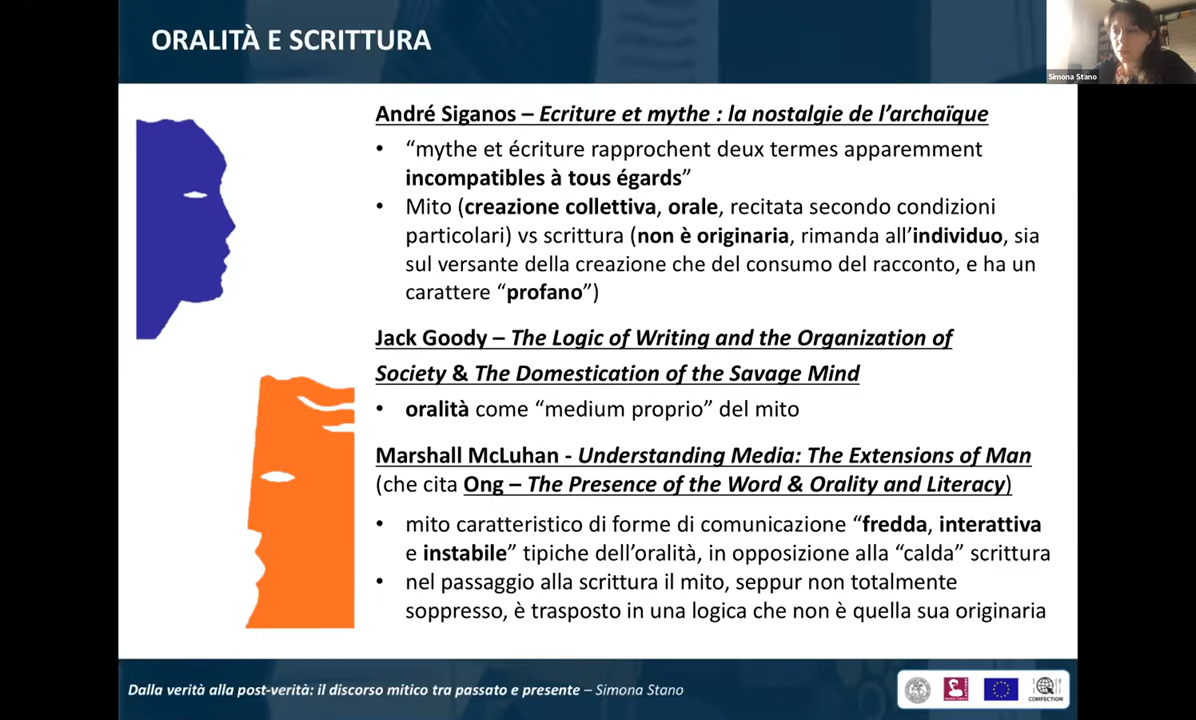 ORALITÀ E SCRITTURA
Simona Stano
André Siganos – Ecriture et mythe : la nostalgie de l’archaïque
• “mythe et écriture rapprochent deux termes apparemment
incompatibles à tous égards”
• Mito (creazione collettiva, orale, recitata secondo condizioni
particolari) vs scrittura (non è originaria, rimanda all’individuo, sia
sul versante della creazione che del consumo del racconto, e ha un
carattere “profano”)
Jack Goody – The Logic of Writing and the Organization of
Society & The Domestication of the Savage Mind
• oralità come “medium proprio” del mito
Marshall McLuhan - Understanding Media: The Extensions of Man
(che cita Ong – The Presence of the Word & Orality and Literacy)
• mito caratteristico di forme di comunicazione “fredda, interattiva
e instabile” tipiche dell’oralità, in opposizione alla “calda” scrittura
• nel passaggio alla scrittura il mito, seppur non totalmente
soppresso, è trasposto in una logica che non è quella sua originaria
Dalla verità alla post-verità: il discorso mitico tra passato e presente – Simona Stano
COMFECTION